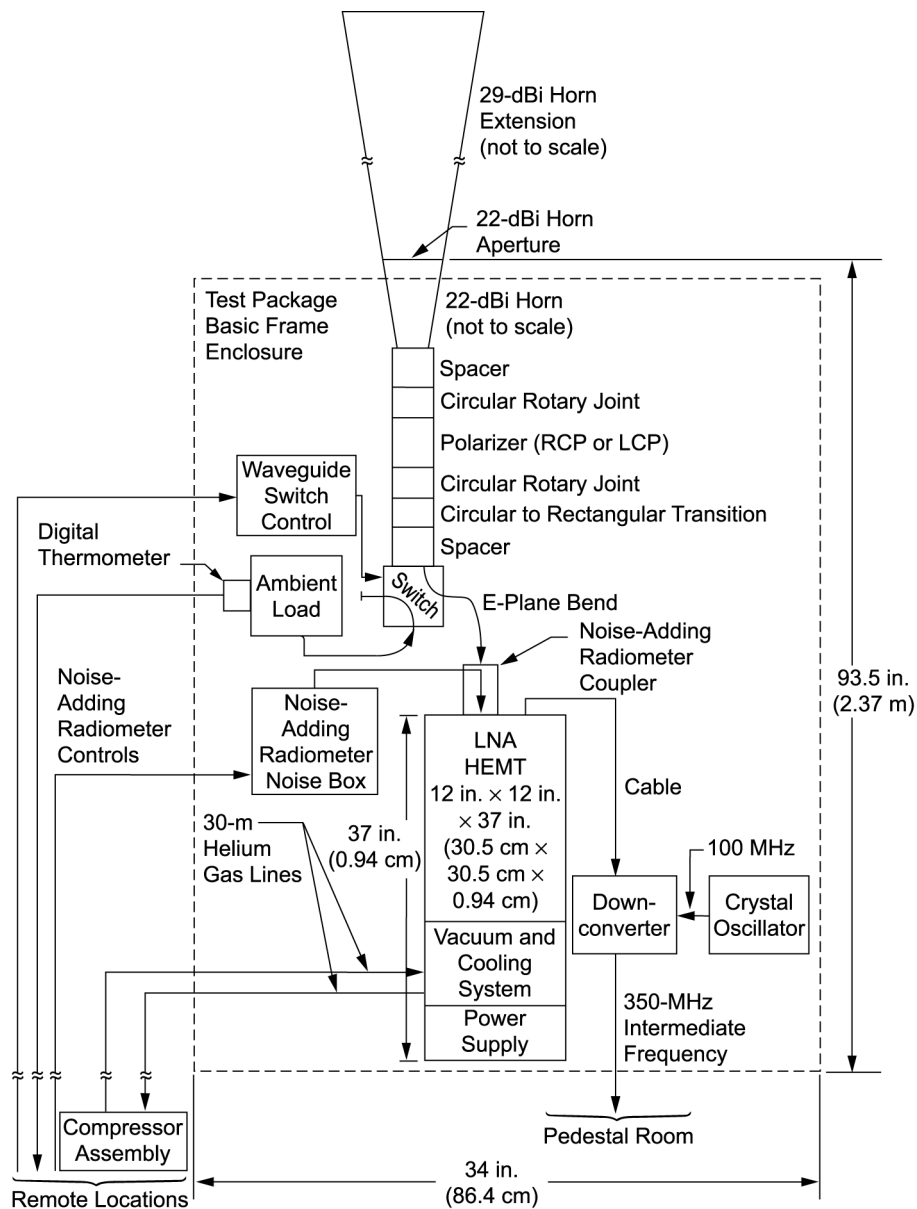 29-dBi Horn
Extension
(not to scale)
22-dBi Horn
Aperture
Test Package
Basic Frame
Enclosure
22-dBi Horn
(not to scale)
Spacer
Circular Rotary Joint
Polarizer (RCP or LCP)
Circular Rotary Joint
Circular to Rectangular Transition
Spacer
Waveguide
Switch
Control
Digital
Thermometer
Ambient
Load
Switch
E-Plane Bend
Noise-Adding
Radiometer
Coupler
93.5 in.
(2.37 m)
Noise-
Adding
Radiometer
Controls
Noise-
Adding
Radiometer
Noise Box
LNA
HEMT
12 in. × 12 in.
× 37 in.
(30.5 cm ×
30.5 cm ×
0.94 cm)
Cable
30-m
Helium
Gas Lines
37 in.
(0.94 cm)
100 MHz
Down-
converter
Crystal
Oscillator
Vacuum and
Cooling
System
Power
Supply
350-MHz
Intermediate
Frequency
Compressor
Assembly
Pedestal Room
Remote Locations
34 in.
(86.4 cm)